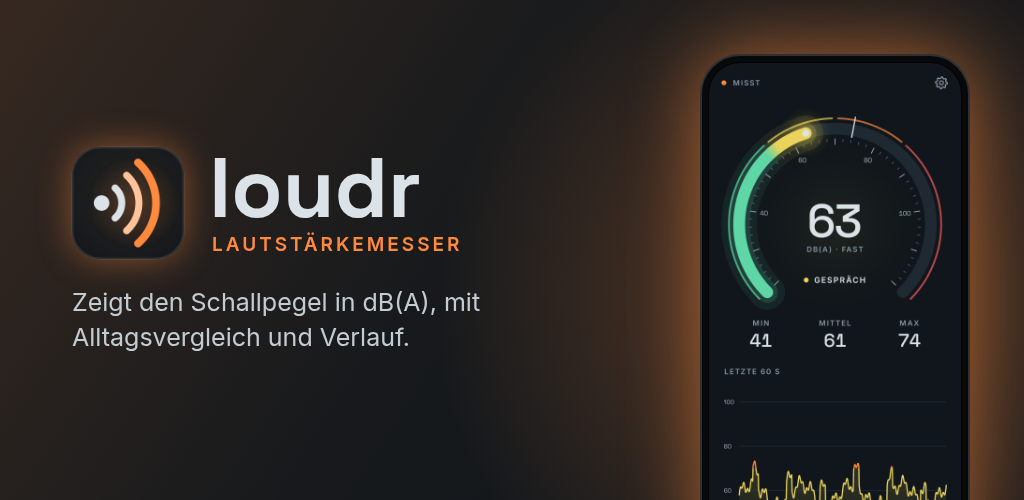 loudr
LAUTSTÄRKEMESSER
Zeigt den Schallpegel in dB(A), mit
Alltagsvergleich und Verlauf.
MISST
60 80
40 100
63
DB(A) · FAST
GESPRÄCH
MIN MITTEL MAX
41 61 74
LETZTE 60 S
100
80
60